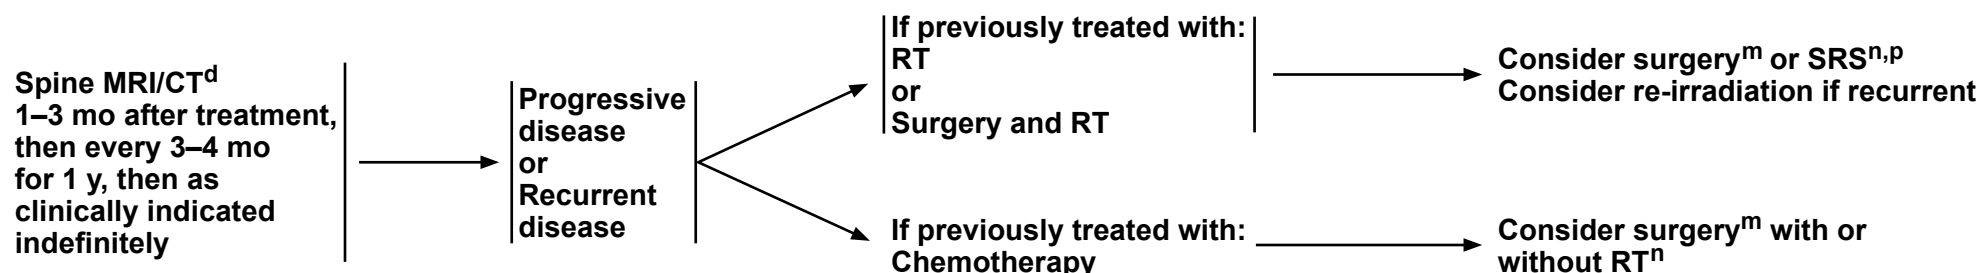 Spine MRI/CTd
1–3 mo after treatment,
then every 3–4 mo
for 1 y, then as
clinically indicated
indefinitely
Progressive
disease
or
Recurrent
disease
If previously treated with:
RT
or
Surgery and RT
Consider surgerym or SRSn,p
Consider re-irradiation if recurrent
If previously treated with:
Chemotherapy
Consider surgerym with or
without RTn